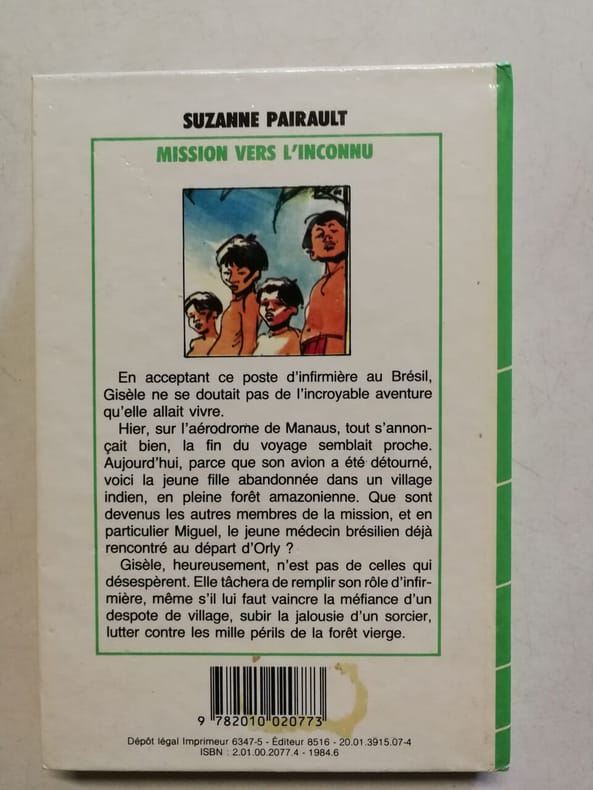 SUZANNE PAIRAULT
MISSION VERS L'INCONNU
En acceptant ce poste d'infirmière au Brésil,
Gisèle ne se doutait pas de l'incroyable aventure
qu'elle allait vivre.
Hier, sur l'aérodrome de Manaus, tout s'annon-
çait bien, la fin du voyage semblait proche.
Aujourd'hui, parce que son avion a été détourné,
voici la jeune fille abandonnée dans un village
indien, en pleine forêt amazonienne. Que sont
devenus les autres membres de la mission, et en
particulier Miguel, le jeune médecin brésilien déjà
rencontré au départ d'Orly ?
Gisèle, heureusement, n'est pas de celles qui
désespèrent. Elle tâchera de remplir son rôle d'infir-
mière, même s'il lui faut vaincre la méfiance d'un
despote de village, subir la jalousie d'un sorcier,
lutter contre les mille périls de la forêt vierge.
9 782010 020773
Dépôt légal Imprimeur 6347-5 - Éditeur 8516 - 20.01.3915.07-4
ISBN : 2.01.00.2077.4 - 1984.6